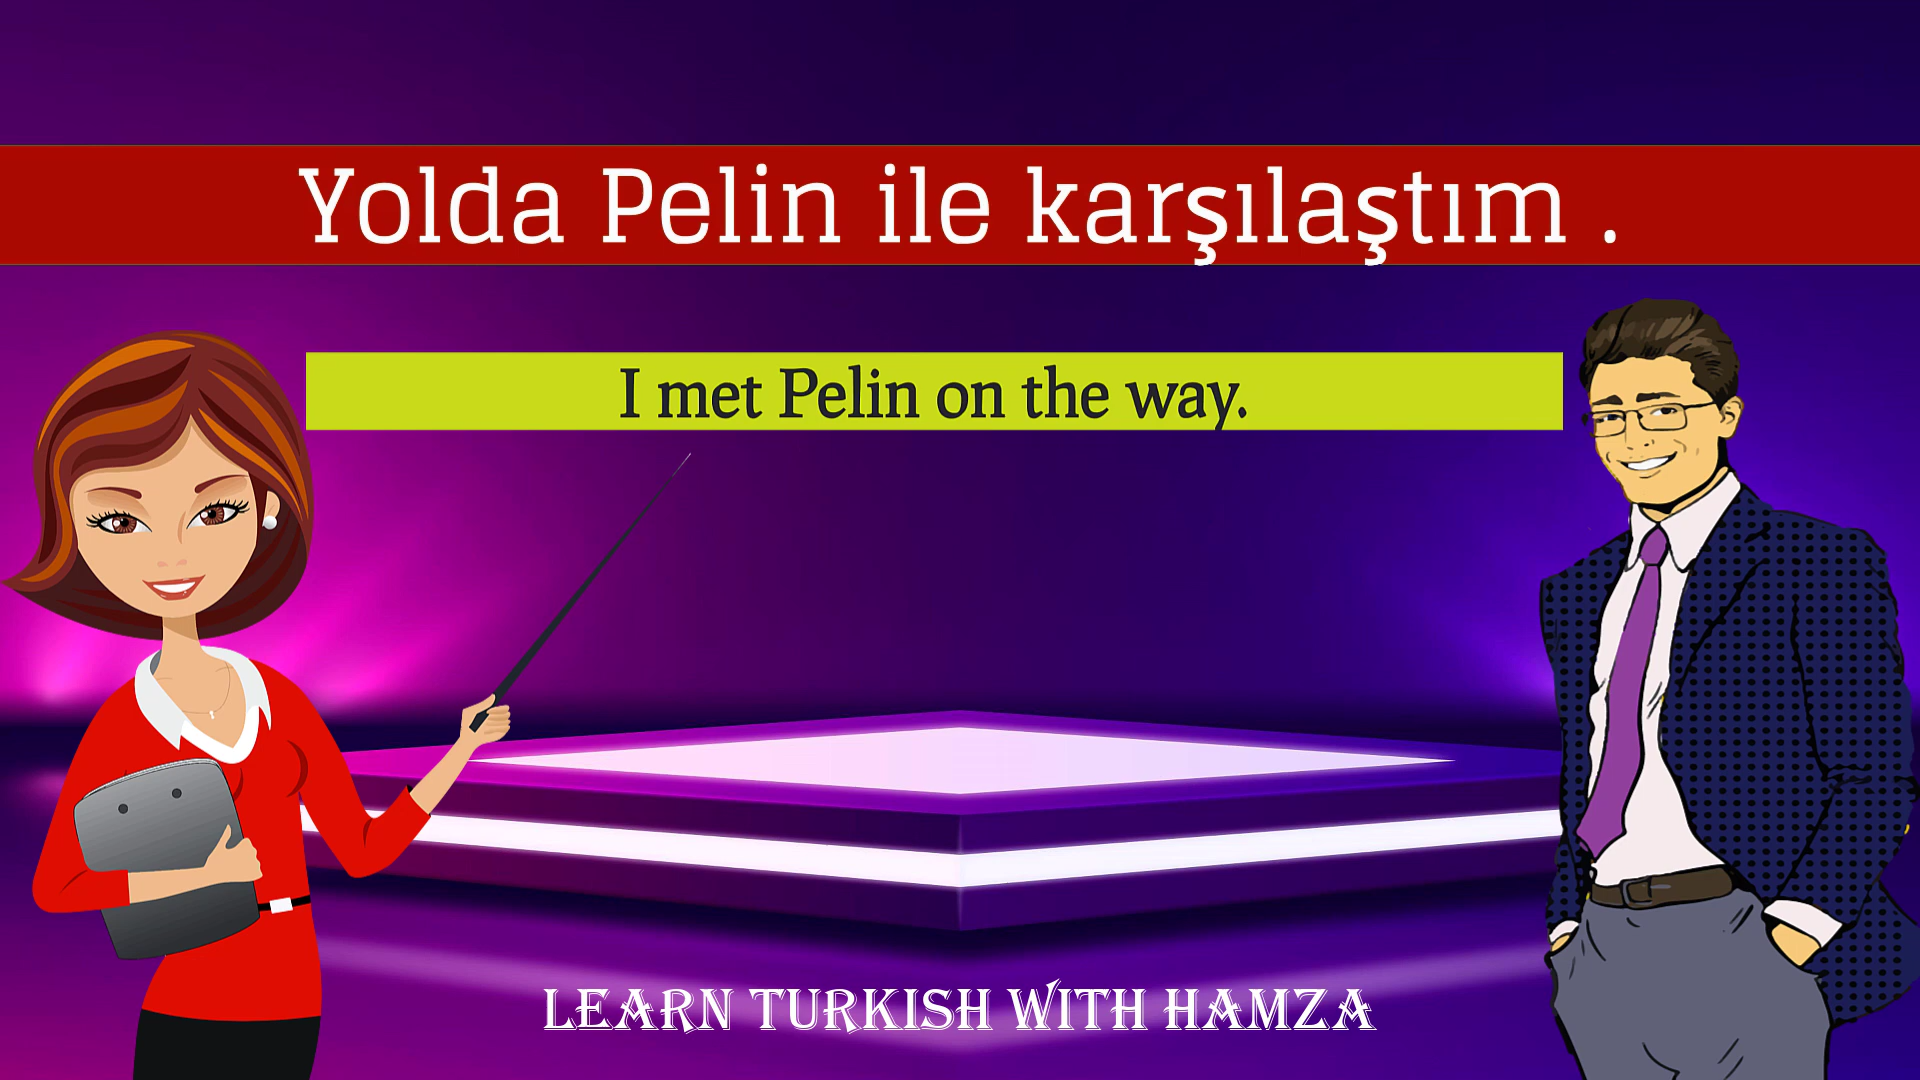 Yolda Pelin ile karşılaştım .
I met Pelin on the way.
LEARN TURKISH WITH HAMZA